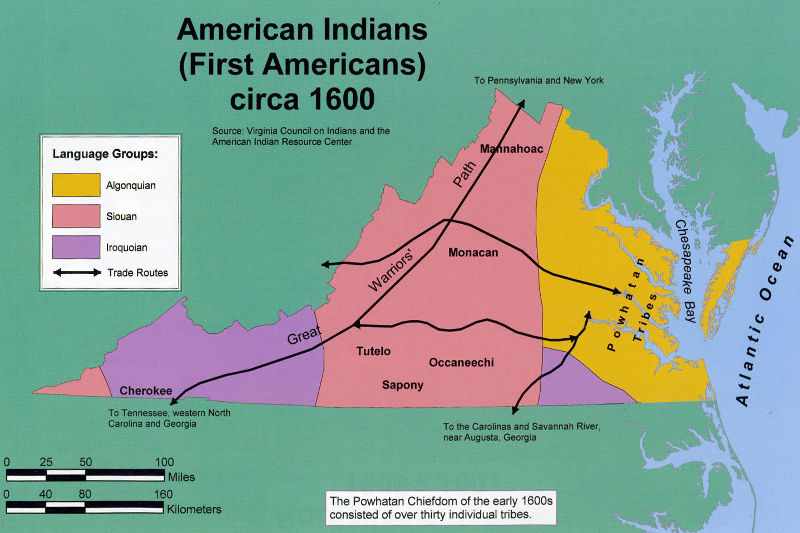 American Indians
(First Americans)
circa 1600
To Pennsylvania and New York
Source: Virginia Council on Indians and the
American Indian Resource Center
Language Groups:
Algonquian
Siouan
Iroquoian
Trade Routes
Mannahoac
Great Warriors' Path
Monacan
Chesapeake Bay
Powhatan
Tribes
Atlantic Ocean
Tutelo
Occaneechi
Sapony
Cherokee
To Tennessee, western North
Carolina and Georgia
To the Carolinas and Savannah River,
near Augusta, Georgia
0 25 50 100
Miles
0 40 80 160
Kilometers
The Powhatan Chiefdom of the early 1600s
consisted of over thirty individual tribes.